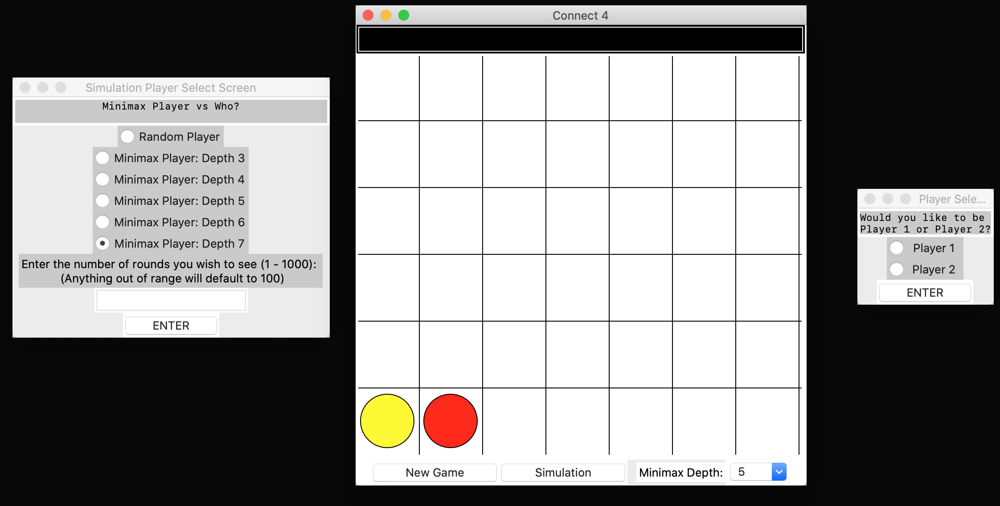 Simulation Player Select Screen
Minimax Player vs Who?
Random Player
Minimax Player: Depth 3
Minimax Player: Depth 4
Minimax Player: Depth 5
Minimax Player: Depth 6
Minimax Player: Depth 7
Enter the number of rounds you wish to see (1 - 1000):
(Anything out of range will default to 100)
ENTER
Connect 4
New Game
Simulation
Minimax Depth:
5
Player Sele...
Would you like to be
Player 1 or Player 2?
Player 1
Player 2
ENTER